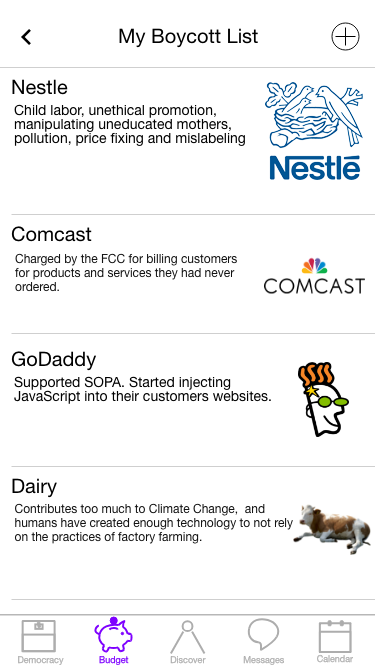 My Boycott List
Nestle
Child labor, unethical promotion,
manipulating uneducated mothers,
pollution, price fixing and mislabeling
Nestlé
Comcast
Charged by the FCC for billing customers
for products and services they had never
ordered.
COMCAST
GoDaddy
Supported SOPA. Started injecting
JavaScript into their customers websites.
Dairy
Contributes too much to Climate Change,  and
humans have created enough technology to not rely
on the practices of factory farming.
Democracy
Budget
Discover
Messages
Calendar